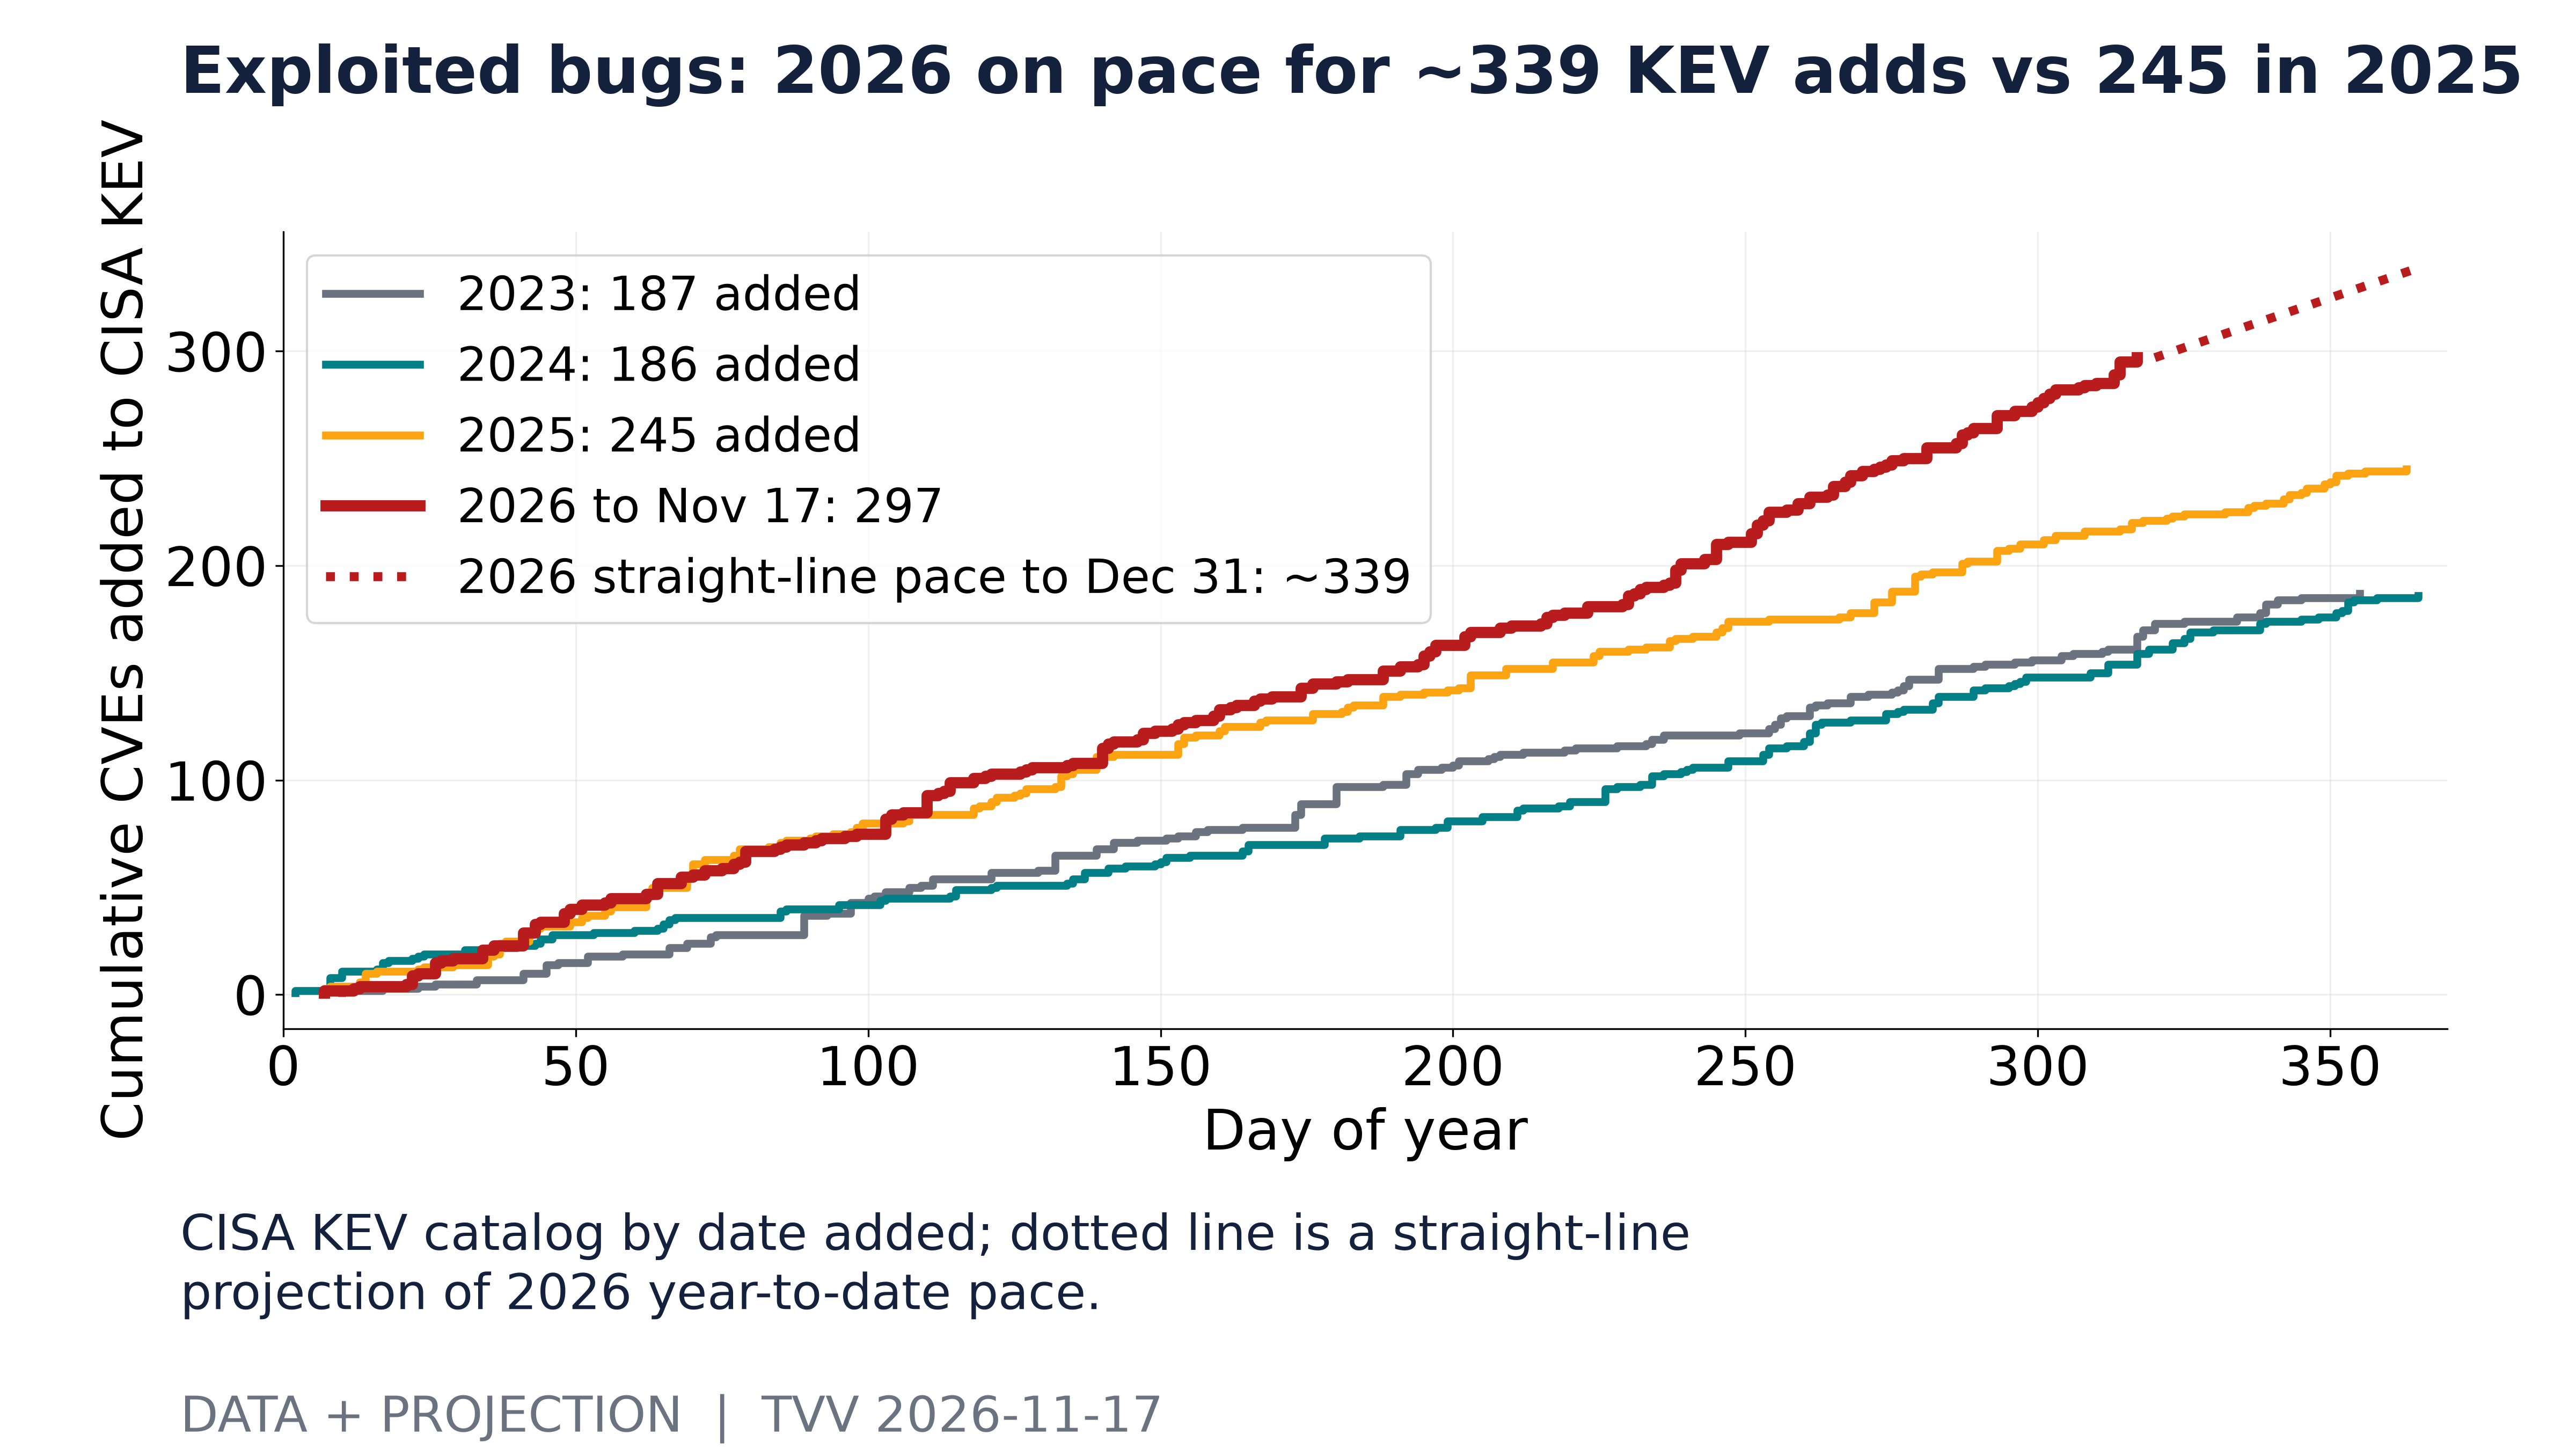 Exploited bugs: 2026 on pace for ~339 KEV adds vs 245 in 2025
Cumulative CVEs added to CISA KEV
300
200
100
0
2023: 187 added
2024: 186 added
2025: 245 added
2026 to Nov 17: 297
2026 straight-line pace to Dec 31: ~339
0 50 100 150 200 250 300 350
Day of year
CISA KEV catalog by date added; dotted line is a straight-line
projection of 2026 year-to-date pace.
DATA + PROJECTION | TVV 2026-11-17